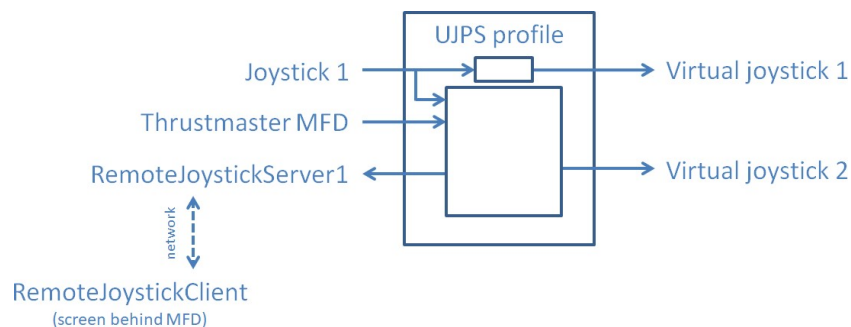 UJPS profile
Joystick 1
Virtual joystick 1
Thrustmaster MFD
RemoteJoystickServer1
Virtual joystick 2
network
RemoteJoystickClient
(screen behind MFD)